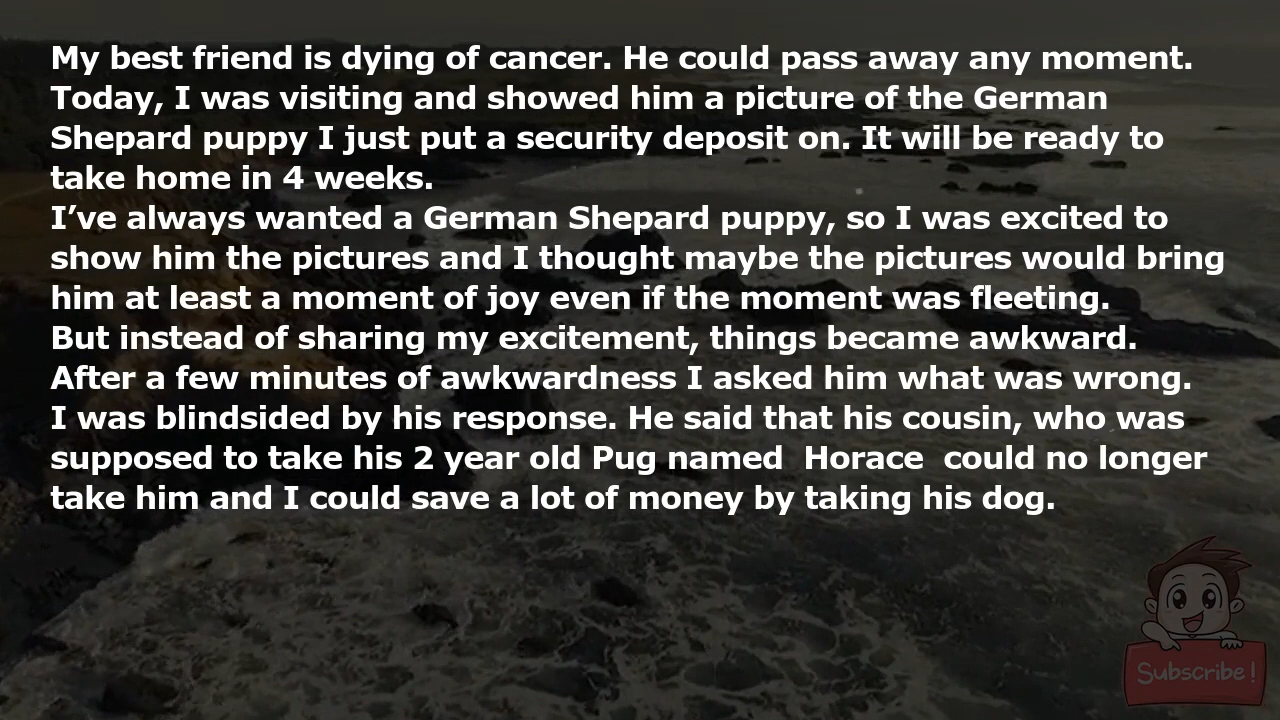 My best friend is dying of cancer. He could pass away any moment.
Today, I was visiting and showed him a picture of the German
Shepard puppy I just put a security deposit on. It will be ready to
take home in 4 weeks.
I’ve always wanted a German Shepard puppy, so I was excited to
show him the pictures and I thought maybe the pictures would bring
him at least a moment of joy even if the moment was fleeting.
But instead of sharing my excitement, things became awkward.
After a few minutes of awkwardness I asked him what was wrong.
I was blindsided by his response. He said that his cousin, who was
supposed to take his 2 year old Pug named  Horace  could no longer
take him and I could save a lot of money by taking his dog.
Subscribe!